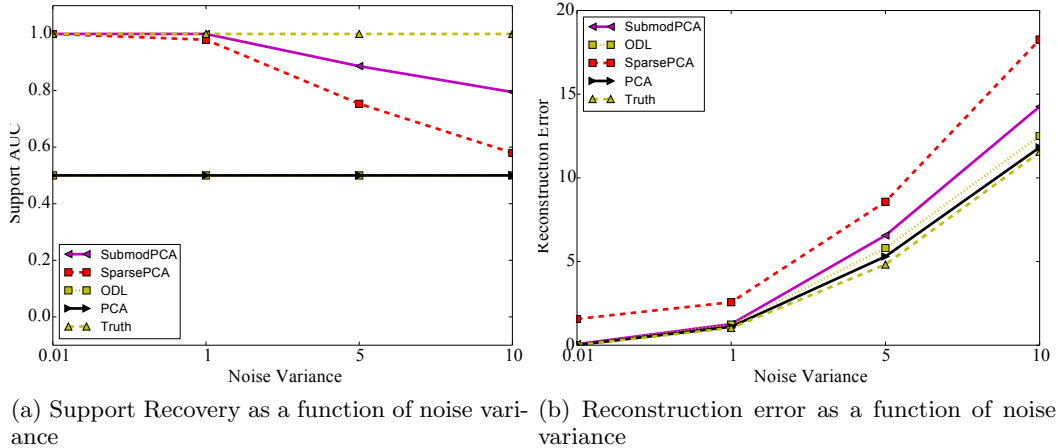 1.0
0.8
0.6
0.4
0.2
0.0
Support AUC
SubmodPCA
SparsePCA
ODL
PCA
Truth
0.01 1 5 10
Noise Variance
(a) Support Recovery as a function of noise vari-
ance
20
15
10
5
0
Reconstruction Error
SubmodPCA
ODL
SparsePCA
PCA
Truth
0.01 1 5 10
Noise Variance
(b) Reconstruction error as a function of noise
variance